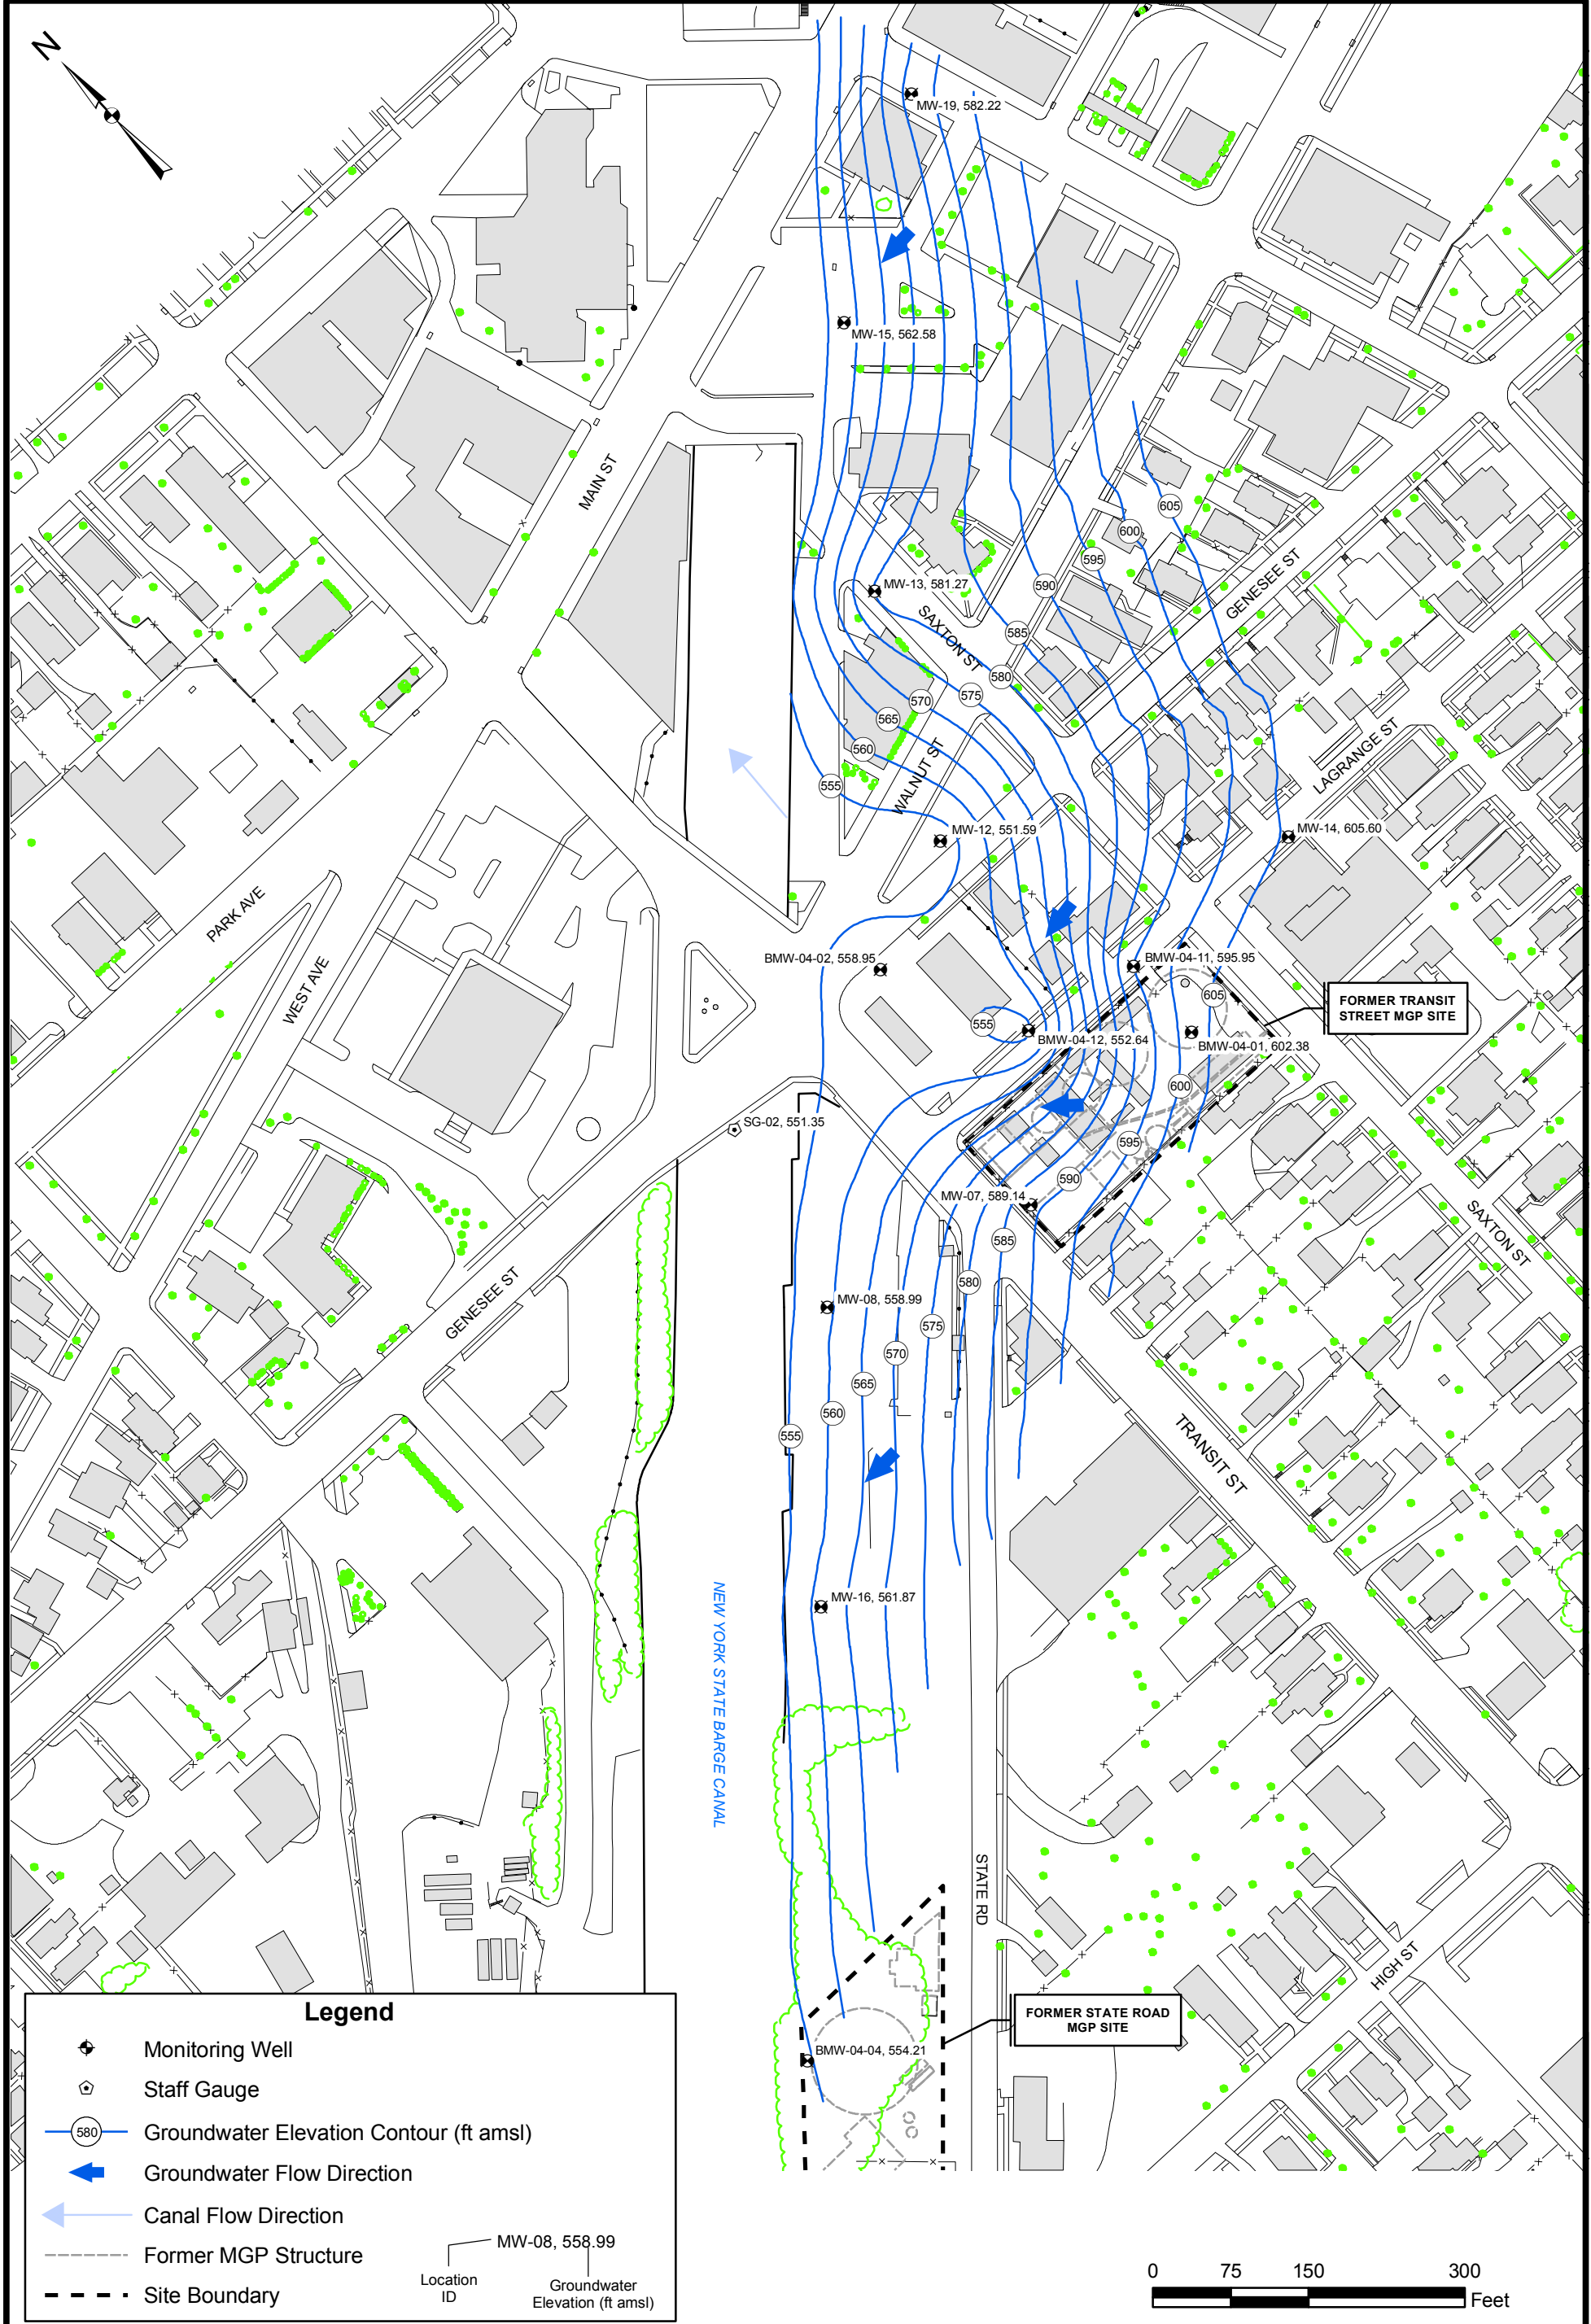 N
MW-19, 582.22
MW-15, 562.58
MAIN ST
605
600
595
590
MW-13, 581.27
SAXTON ST
GENESEE ST
585
580
575
570
565
560
555
WALNUT ST
LAGRANGE ST
MW-12, 551.59
MW-14, 605.60
PARK AVE
WEST AVE
BMW-04-02, 558.95
BMW-04-11, 595.95
605
FORMER TRANSIT
STREET MGP SITE
555
BMW-04-12, 552.64
BMW-04-01, 602.38
600
SG-02, 551.35
595
590
MW-07, 589.14
SAXTON ST
585
580
GENESEE ST
MW-08, 558.99
575
570
565
560
555
TRANSIT ST
MW-16, 561.87
NEW YORK STATE BARGE CANAL
STATE RD
HIGH ST
FORMER STATE ROAD
MGP SITE
BMW-04-04, 554.21
Legend
Monitoring Well
Staff Gauge
580
Groundwater Elevation Contour (ft amsl)
Groundwater Flow Direction
Canal Flow Direction
Former MGP Structure
Site Boundary
MW-08, 558.99
Location
ID
Groundwater
Elevation (ft amsl)
0 75 150 300
Feet